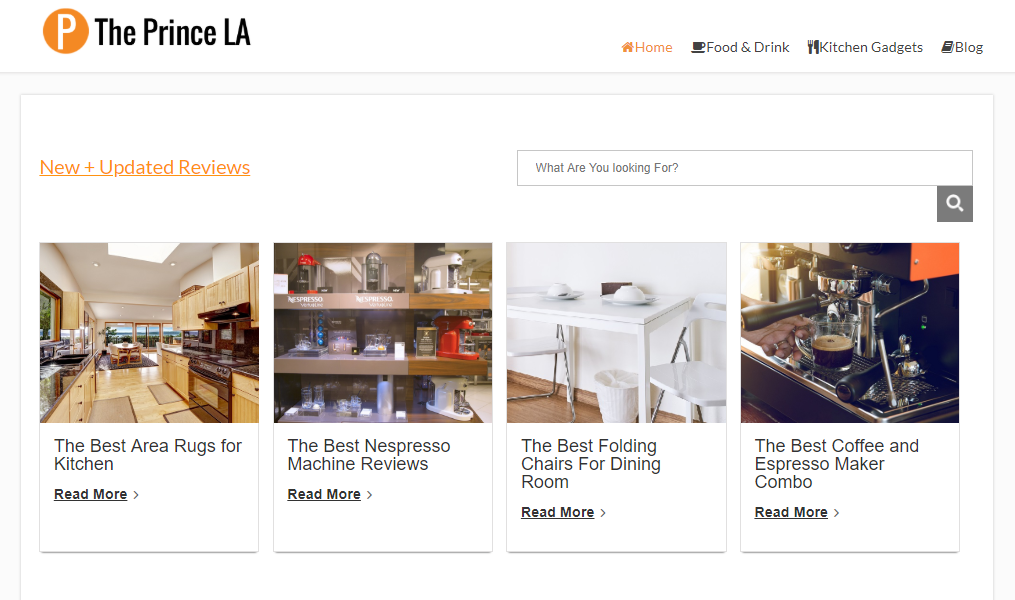 P The Prince LA
Home Food & Drink Kitchen Gadgets Blog
New + Updated Reviews
What Are You looking For?
NESPRESSO. NESPRESSO.
The Best Area Rugs for
Kitchen
Read More
The Best Nespresso
Machine Reviews
Read More
The Best Folding
Chairs For Dining
Room
Read More
The Best Coffee and
Espresso Maker
Combo
Read More